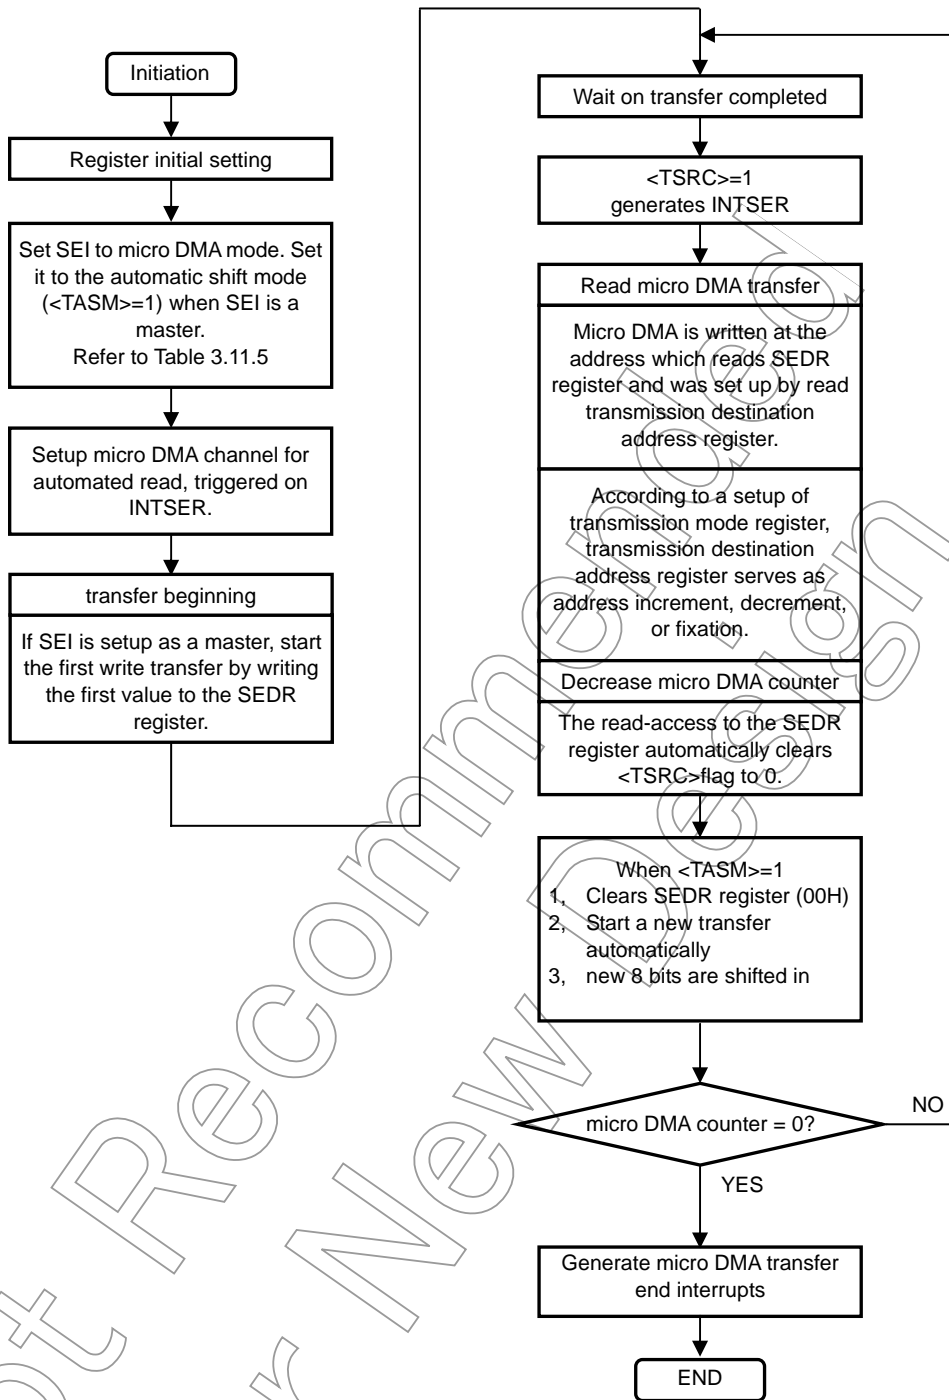 Initiation
Register initial setting
Set SEI to micro DMA mode. Set
it to the automatic shift mode
(<TASM>=1) when SEI is a
master.
Refer to Table 3.11.5
Setup micro DMA channel for
automated read, triggered on
INTSER.
transfer beginning
If SEI is setup as a master, start
the first write transfer by writing
the first value to the SEDR
register.
Wait on transfer completed
<TSRC>=1
generates INTSER
Read micro DMA transfer
Micro DMA is written at the
address which reads SEDR
register and was set up by read
transmission destination
address register.
According to a setup of
transmission mode register,
transmission destination
address register serves as
address increment, decrement,
or fixation.
Decrease micro DMA counter
The read-access to the SEDR
register automatically clears
<TSRC>flag to 0.
When <TASM>=1
1, Clears SEDR register (00H)
2, Start a new transfer
automatically
3, new 8 bits are shifted in
micro DMA counter = 0?
NO
YES
Generate micro DMA transfer
end interrupts
END
ot Recommended
r New Design